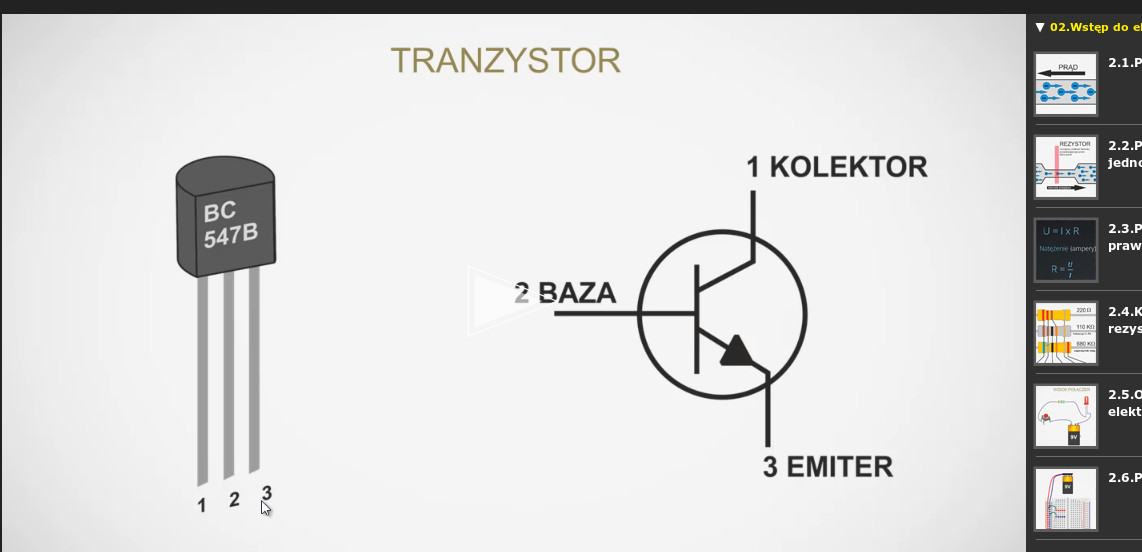 TRANZYSTOR
BC
547B
1
2
3
1 KOLEKTOR
2 BAZA
3 EMITER
▼ 02.Wstęp do el
PRĄD
2.1.P
REZYSTOR
2.2.P
jedno
U = I x R
Natężenie (ampery)
R = U/I
2.3.P
praw
220 Ω
110 KΩ
680 KΩ
2.4.K
rezys
9V
2.5.O
elekt
9V
2.6.P